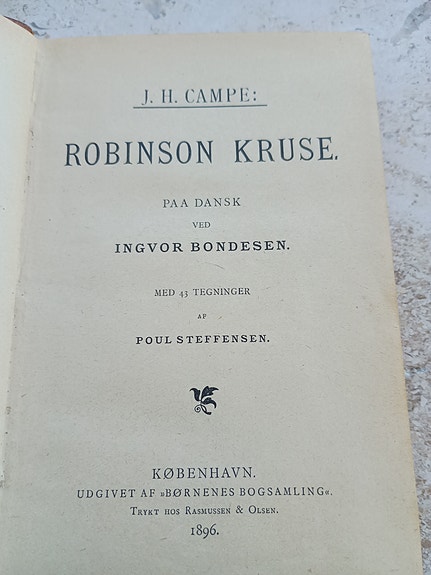 J. H. CAMPE:
ROBINSON KRUSE.
PAA DANSK
VED
INGVOR BONDESEN.
MED 43 TEGNINGER
AF
POUL STEFFENSEN.
KØBENHAVN.
UDGIVET AF »BØRNENES BOGSAMLING«.
TRYKT HOS RASMUSSEN & OLSEN.
1896.